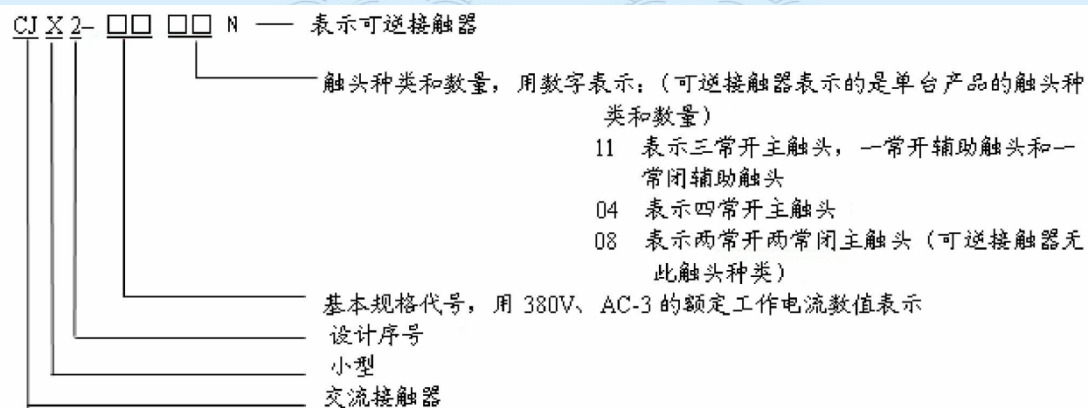 CJ X 2- □□ □□ N — 表示可逆接触器
触头种类和数量，用数字表示：（可逆接触器表示的是单台产品的触头种
类和数量）
11 表示三常开主触头，一常开辅助触头和一
常闭辅助触头
04 表示四常开主触头
08 表示两常开两常闭主触头（可逆接触器无
此触头种类）
基本规格代号，用 380V、AC-3 的额定工作电流数值表示
设计序号
小型
交流接触器